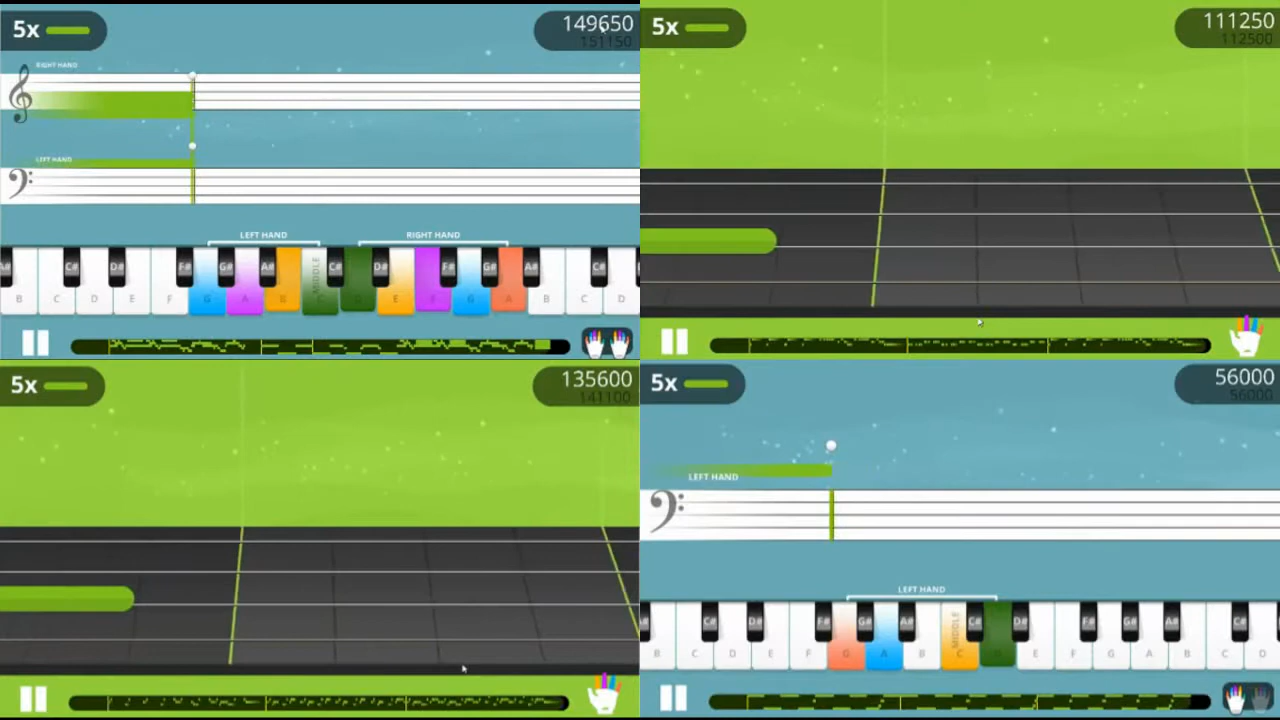 5x
149650
151150
RIGHT HAND
LEFT HAND
LEFT HAND RIGHT HAND
A# C# D# F# G# A# C# D# F# G# A# C#
MIDDLE
B C D E F G A B C D E F G A B C D
5x
111250
112500
5x
135600
141100
5x
56000
56000
LEFT HAND
LEFT HAND
C# D# F# G# A# C# D# F# G# A# C#
MIDDLE
B C D E F G A B C D E F G A B C D